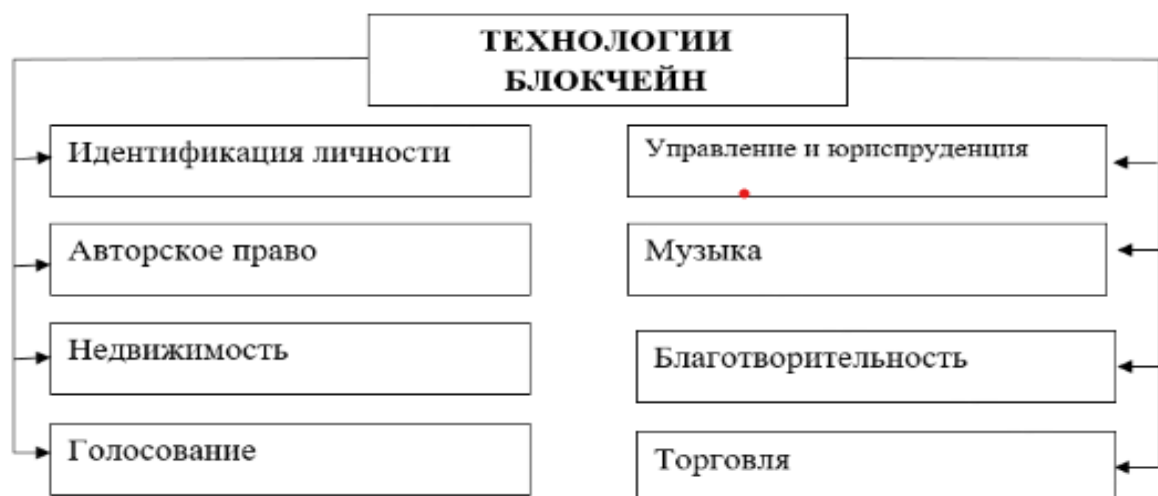 ТЕХНОЛОГИИ
БЛОКЧЕЙН
Идентификация личности
Авторское право
Недвижимость
Голосование
Управление и юриспруденция
Музыка
Благотворительность
Торговля